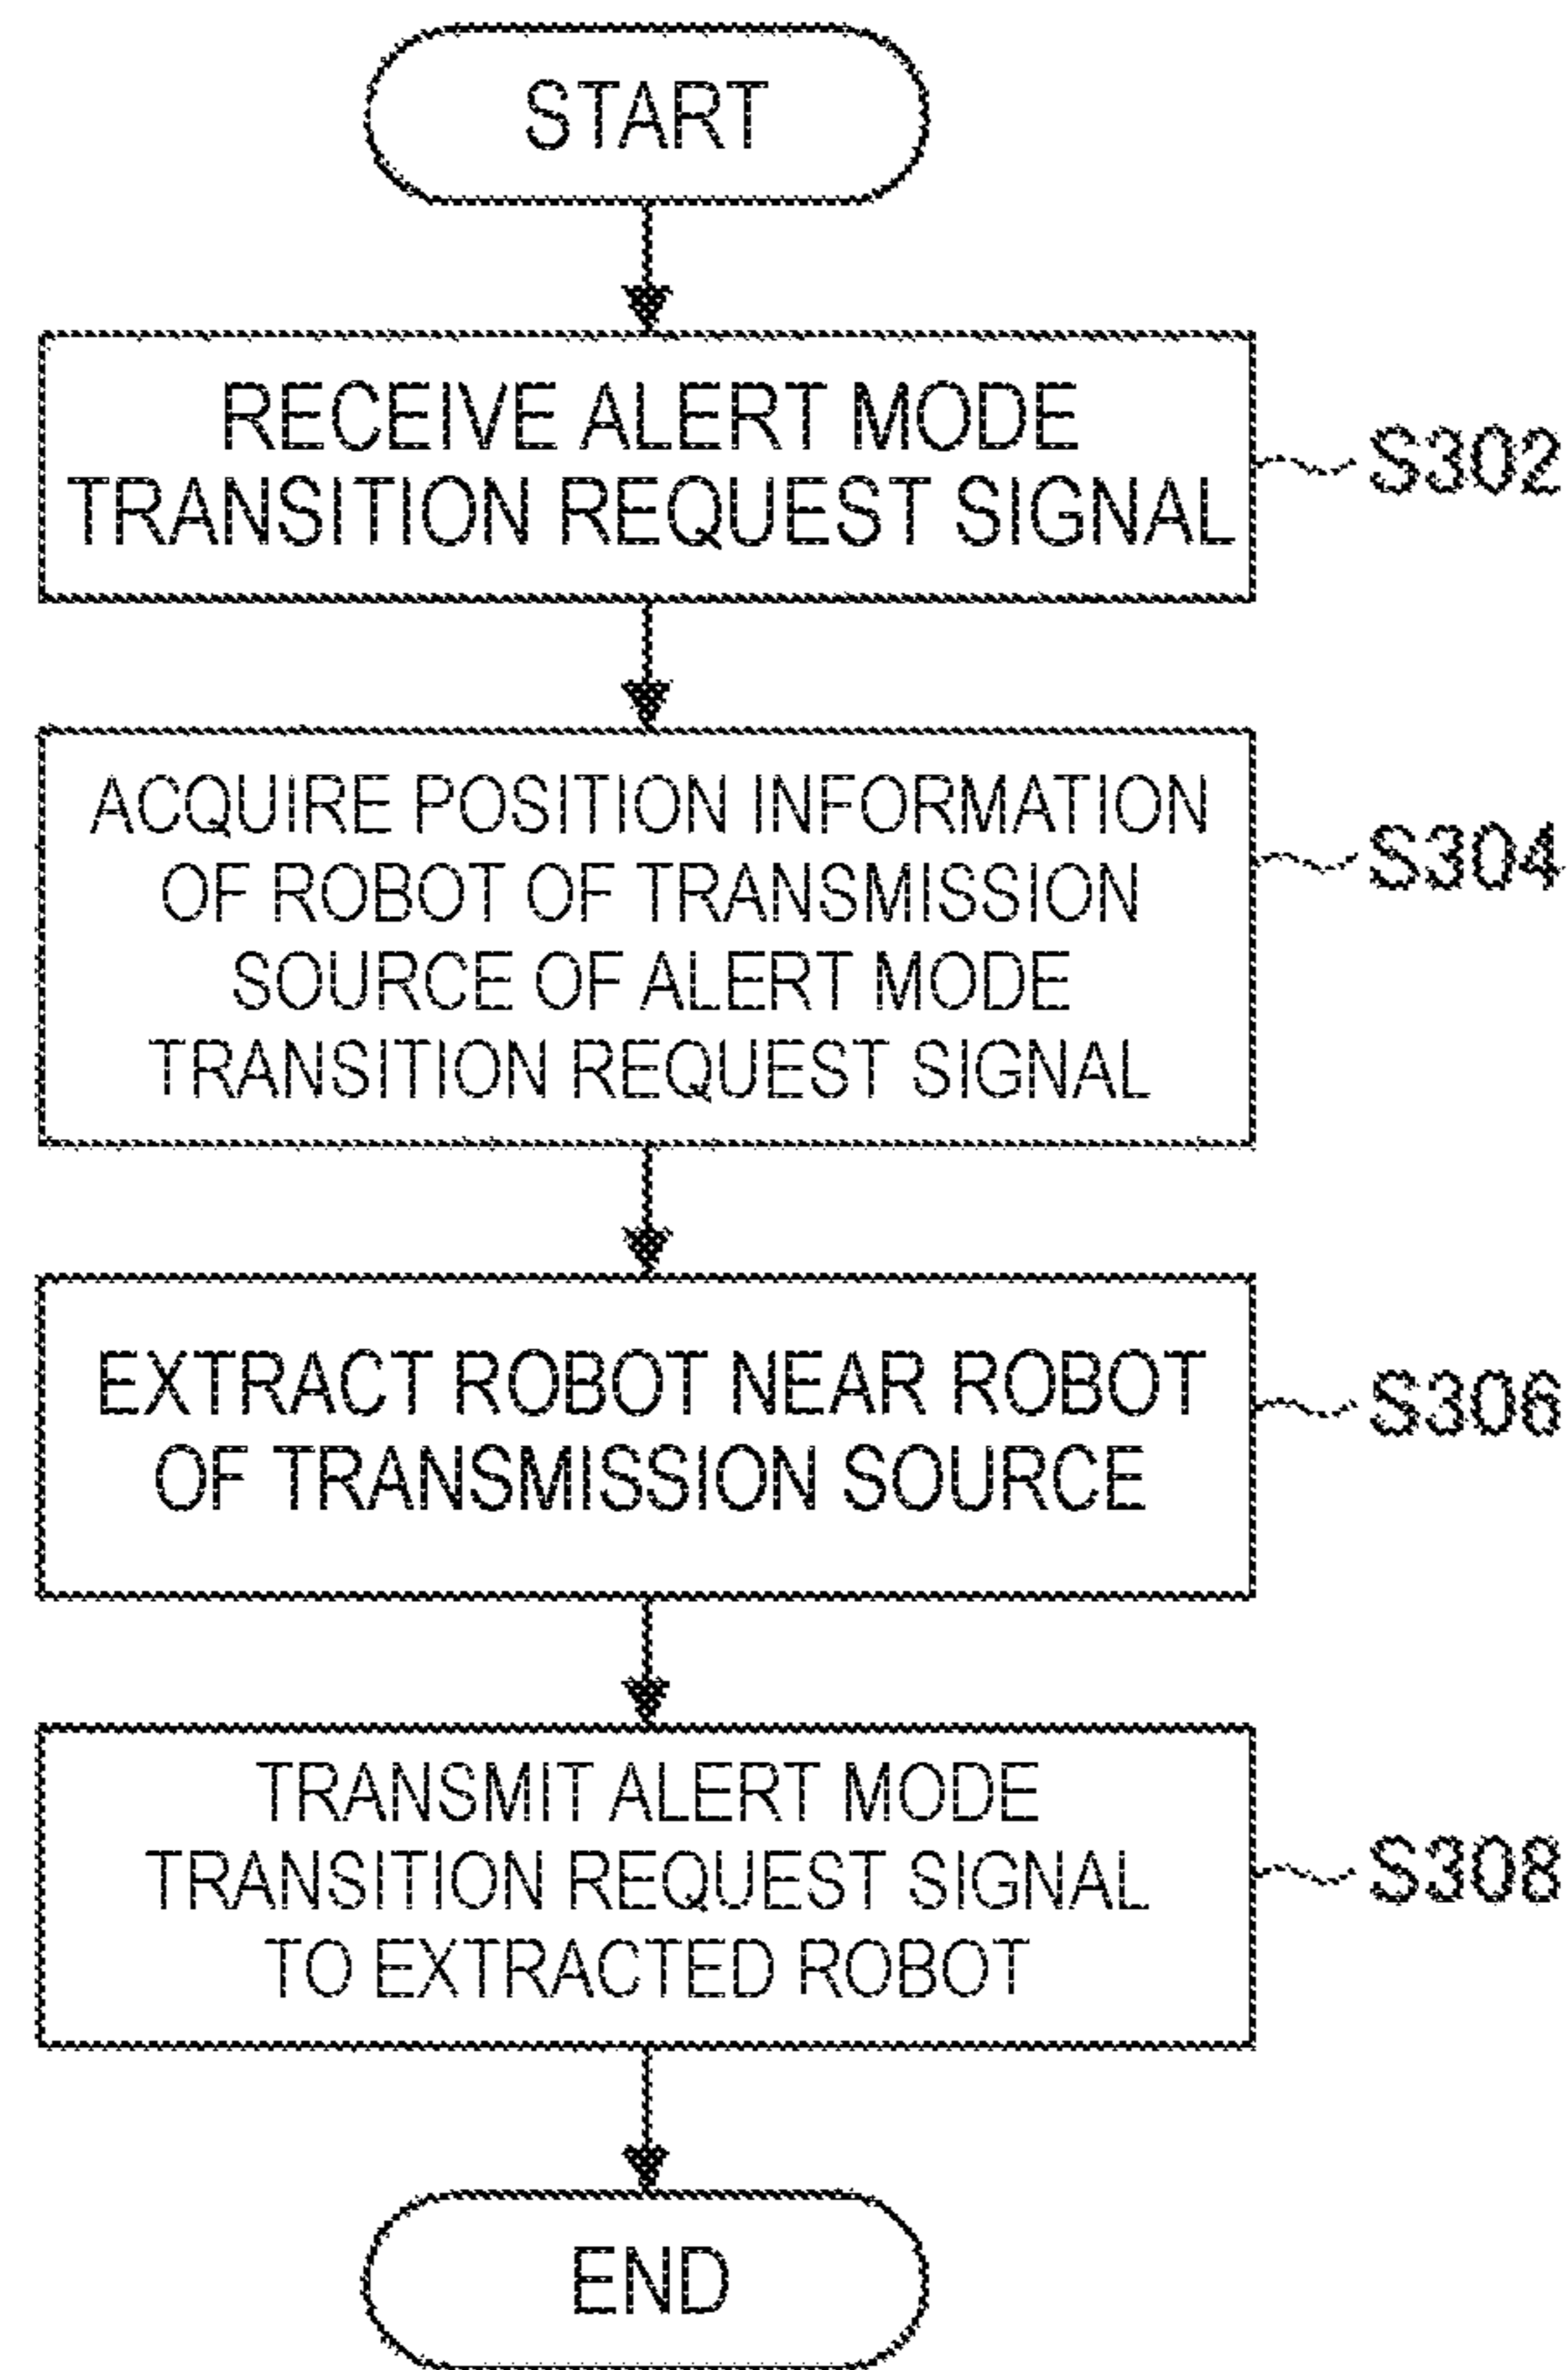 START
RECEIVE ALERT MODE
TRANSITION REQUEST SIGNAL
S302
ACQUIRE POSITION INFORMATION
OF ROBOT OF TRANSMISSION
SOURCE OF ALERT MODE
TRANSITION REQUEST SIGNAL
S304
EXTRACT ROBOT NEAR ROBOT
OF TRANSMISSION SOURCE
S306
TRANSMIT ALERT MODE
TRANSITION REQUEST SIGNAL
TO EXTRACTED ROBOT
S308
END